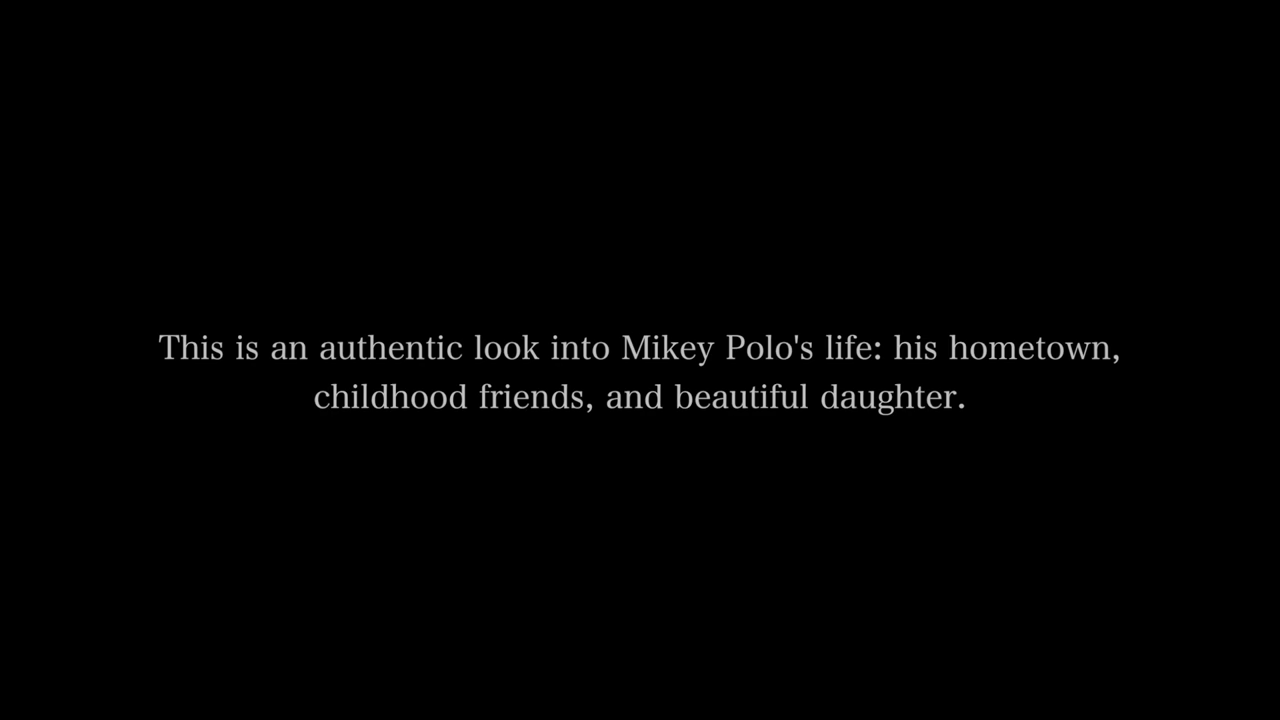 This is an authentic look into Mikey Polo's life: his hometown,
childhood friends, and beautiful daughter.